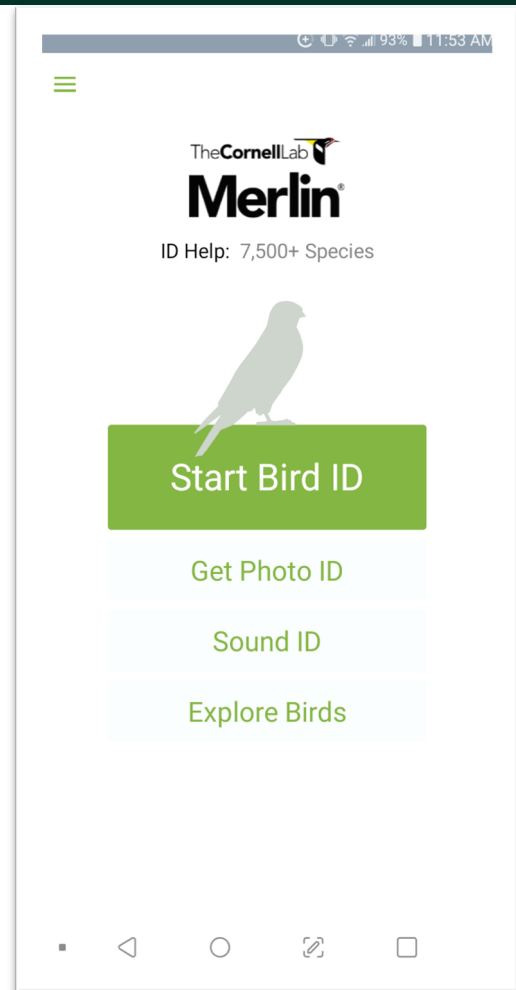 93% 11:53 AM
TheCornellLab
Merlin®
ID Help: 7,500+ Species
Start Bird ID
Get Photo ID
Sound ID
Explore Birds